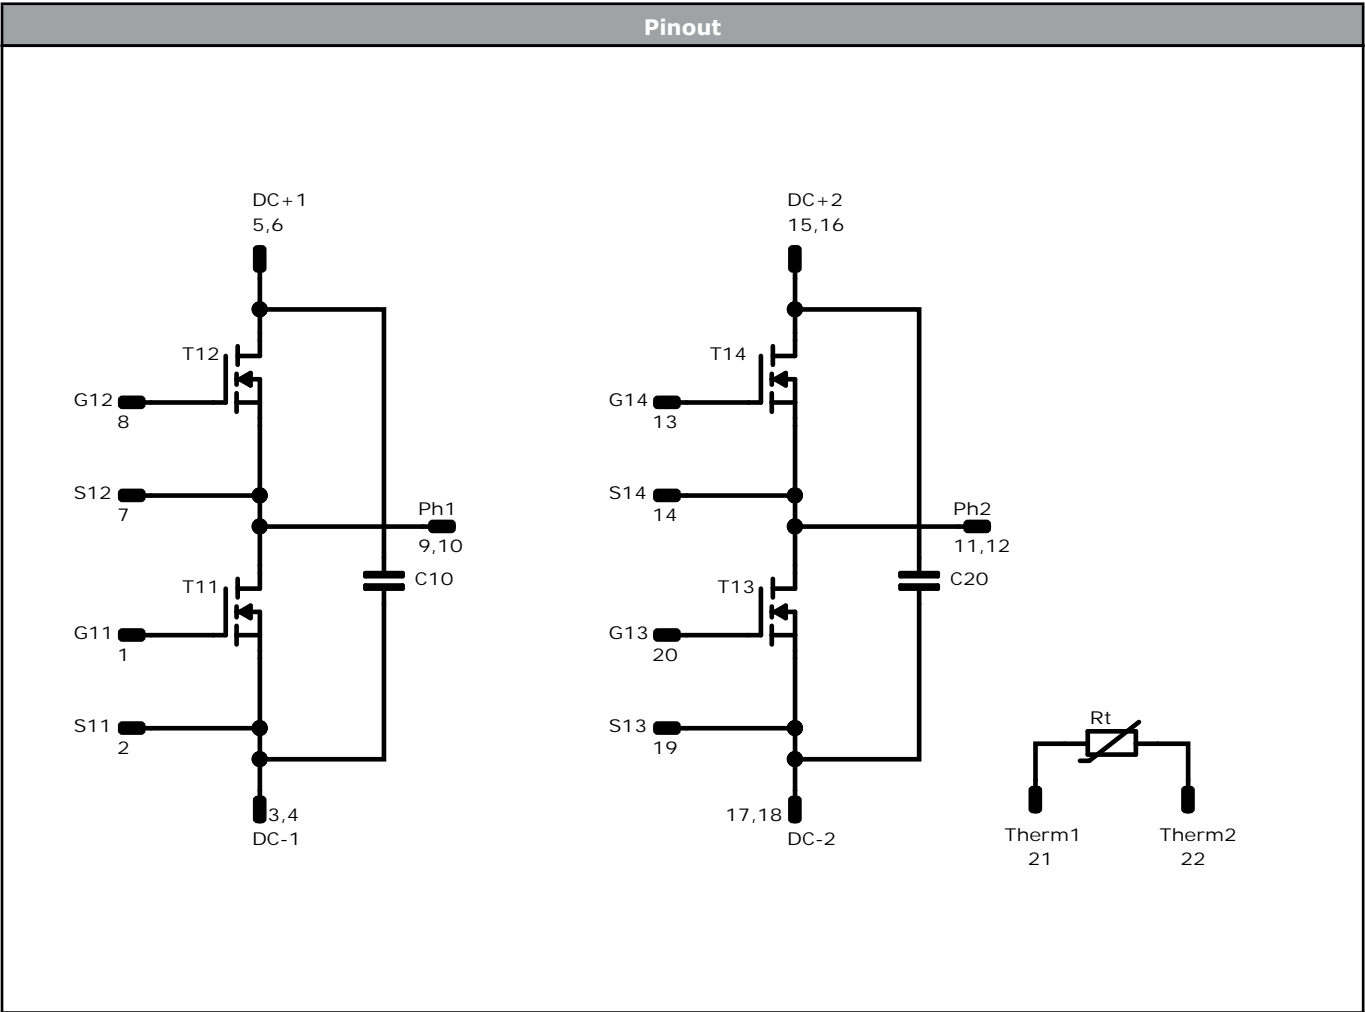 Pinout
DC+1
5,6
T12
G12
8
S12
7
Ph1
9,10
C10
T11
G11
1
S11
2
3,4
DC-1
DC+2
15,16
T14
G14
13
S14
14
Ph2
11,12
C20
T13
G13
20
S13
19
17,18
DC-2
Rt
Therm1
21
Therm2
22